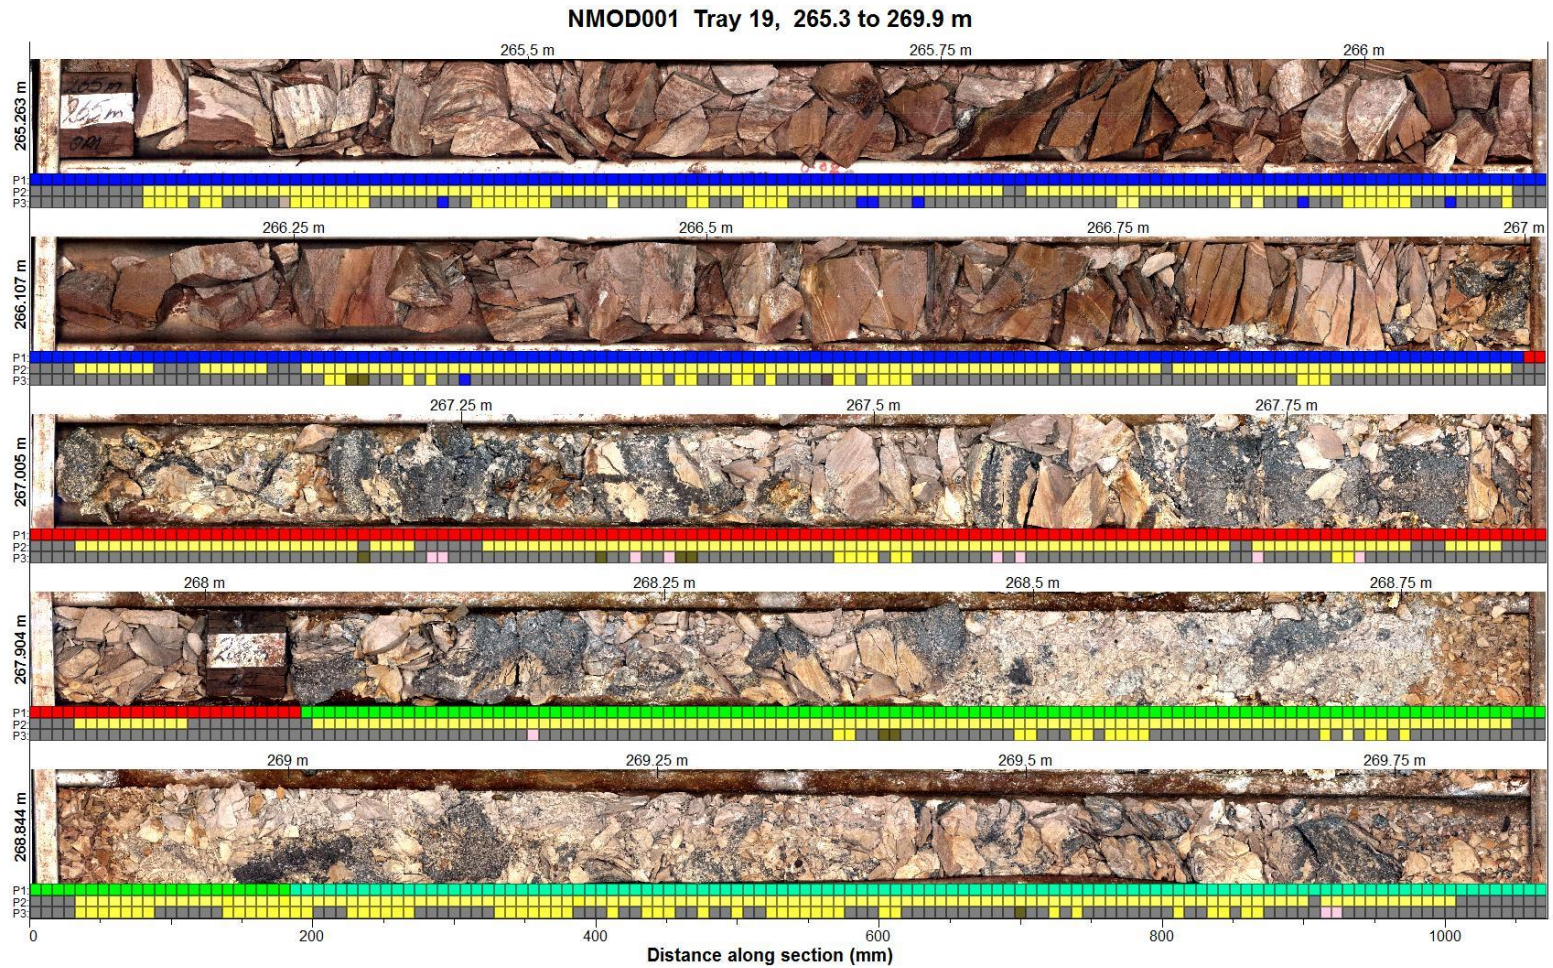 NMOD001 Tray 19, 265.3 to 269.9 m
265.5 m 265.75 m 266 m
265.263 m
P1:
P2:
P3:
266.25 m 266.5 m 266.75 m 267 m
266.107 m
P1:
P2:
P3:
267.25 m 267.5 m 267.75 m
267.005 m
P1:
P2:
P3:
268 m 268.25 m 268.5 m 268.75 m
267.904 m
P1:
P2:
P3:
269 m 269.25 m 269.5 m 269.75 m
268.844 m
P1:
P2:
P3:
0 200 400 600 800 1000
Distance along section (mm)